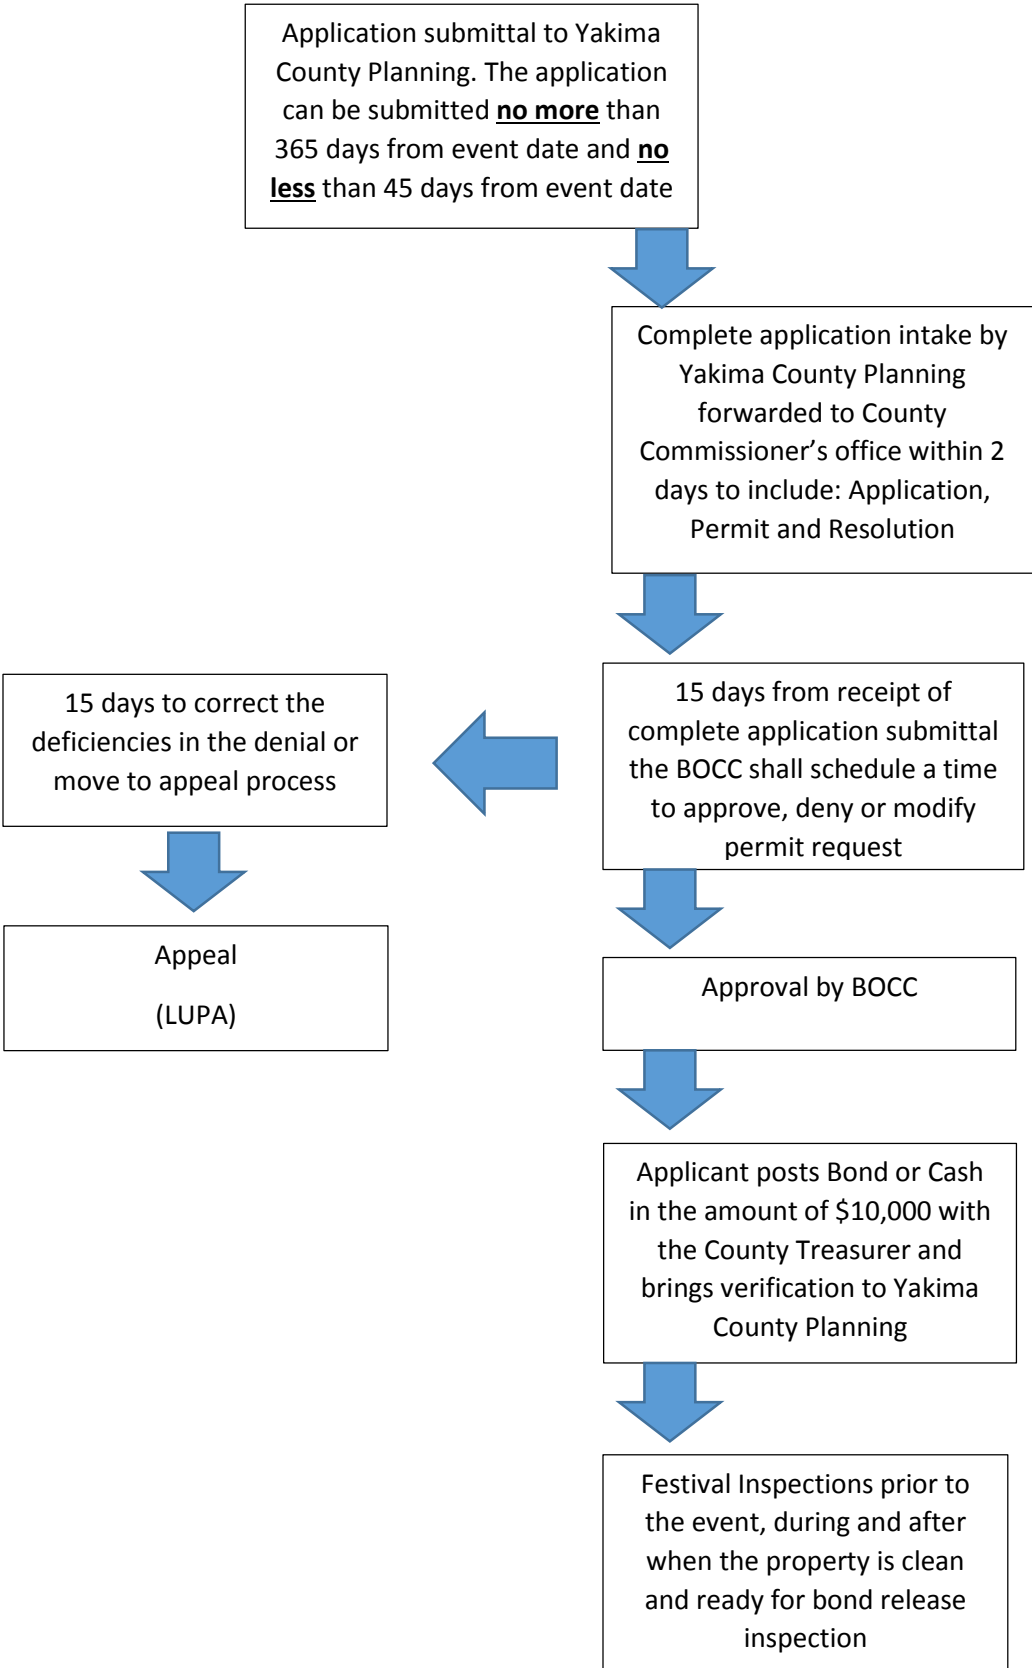 Application submittal to Yakima
County Planning. The application
can be submitted no more than
365 days from event date and no
less than 45 days from event date
Complete application intake by
Yakima County Planning
forwarded to County
Commissioner’s office within 2
days to include: Application,
Permit and Resolution
15 days from receipt of
complete application submittal
the BOCC shall schedule a time
to approve, deny or modify
permit request
15 days to correct the
deficiencies in the denial or
move to appeal process
Appeal
(LUPA)
Approval by BOCC
Applicant posts Bond or Cash
in the amount of $10,000 with
the County Treasurer and
brings verification to Yakima
County Planning
Festival Inspections prior to
the event, during and after
when the property is clean
and ready for bond release
inspection